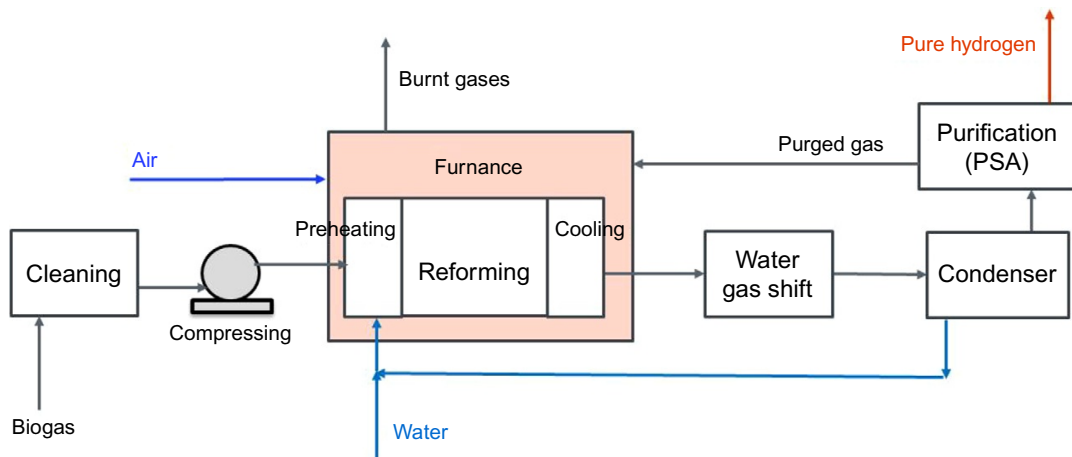 Pure hydrogen
Burnt gases
Purification
(PSA)
Purged gas
Air
Furnance
Preheating
Cooling
Cleaning
Reforming
Water
gas shift
Condenser
Compressing
Biogas
Water